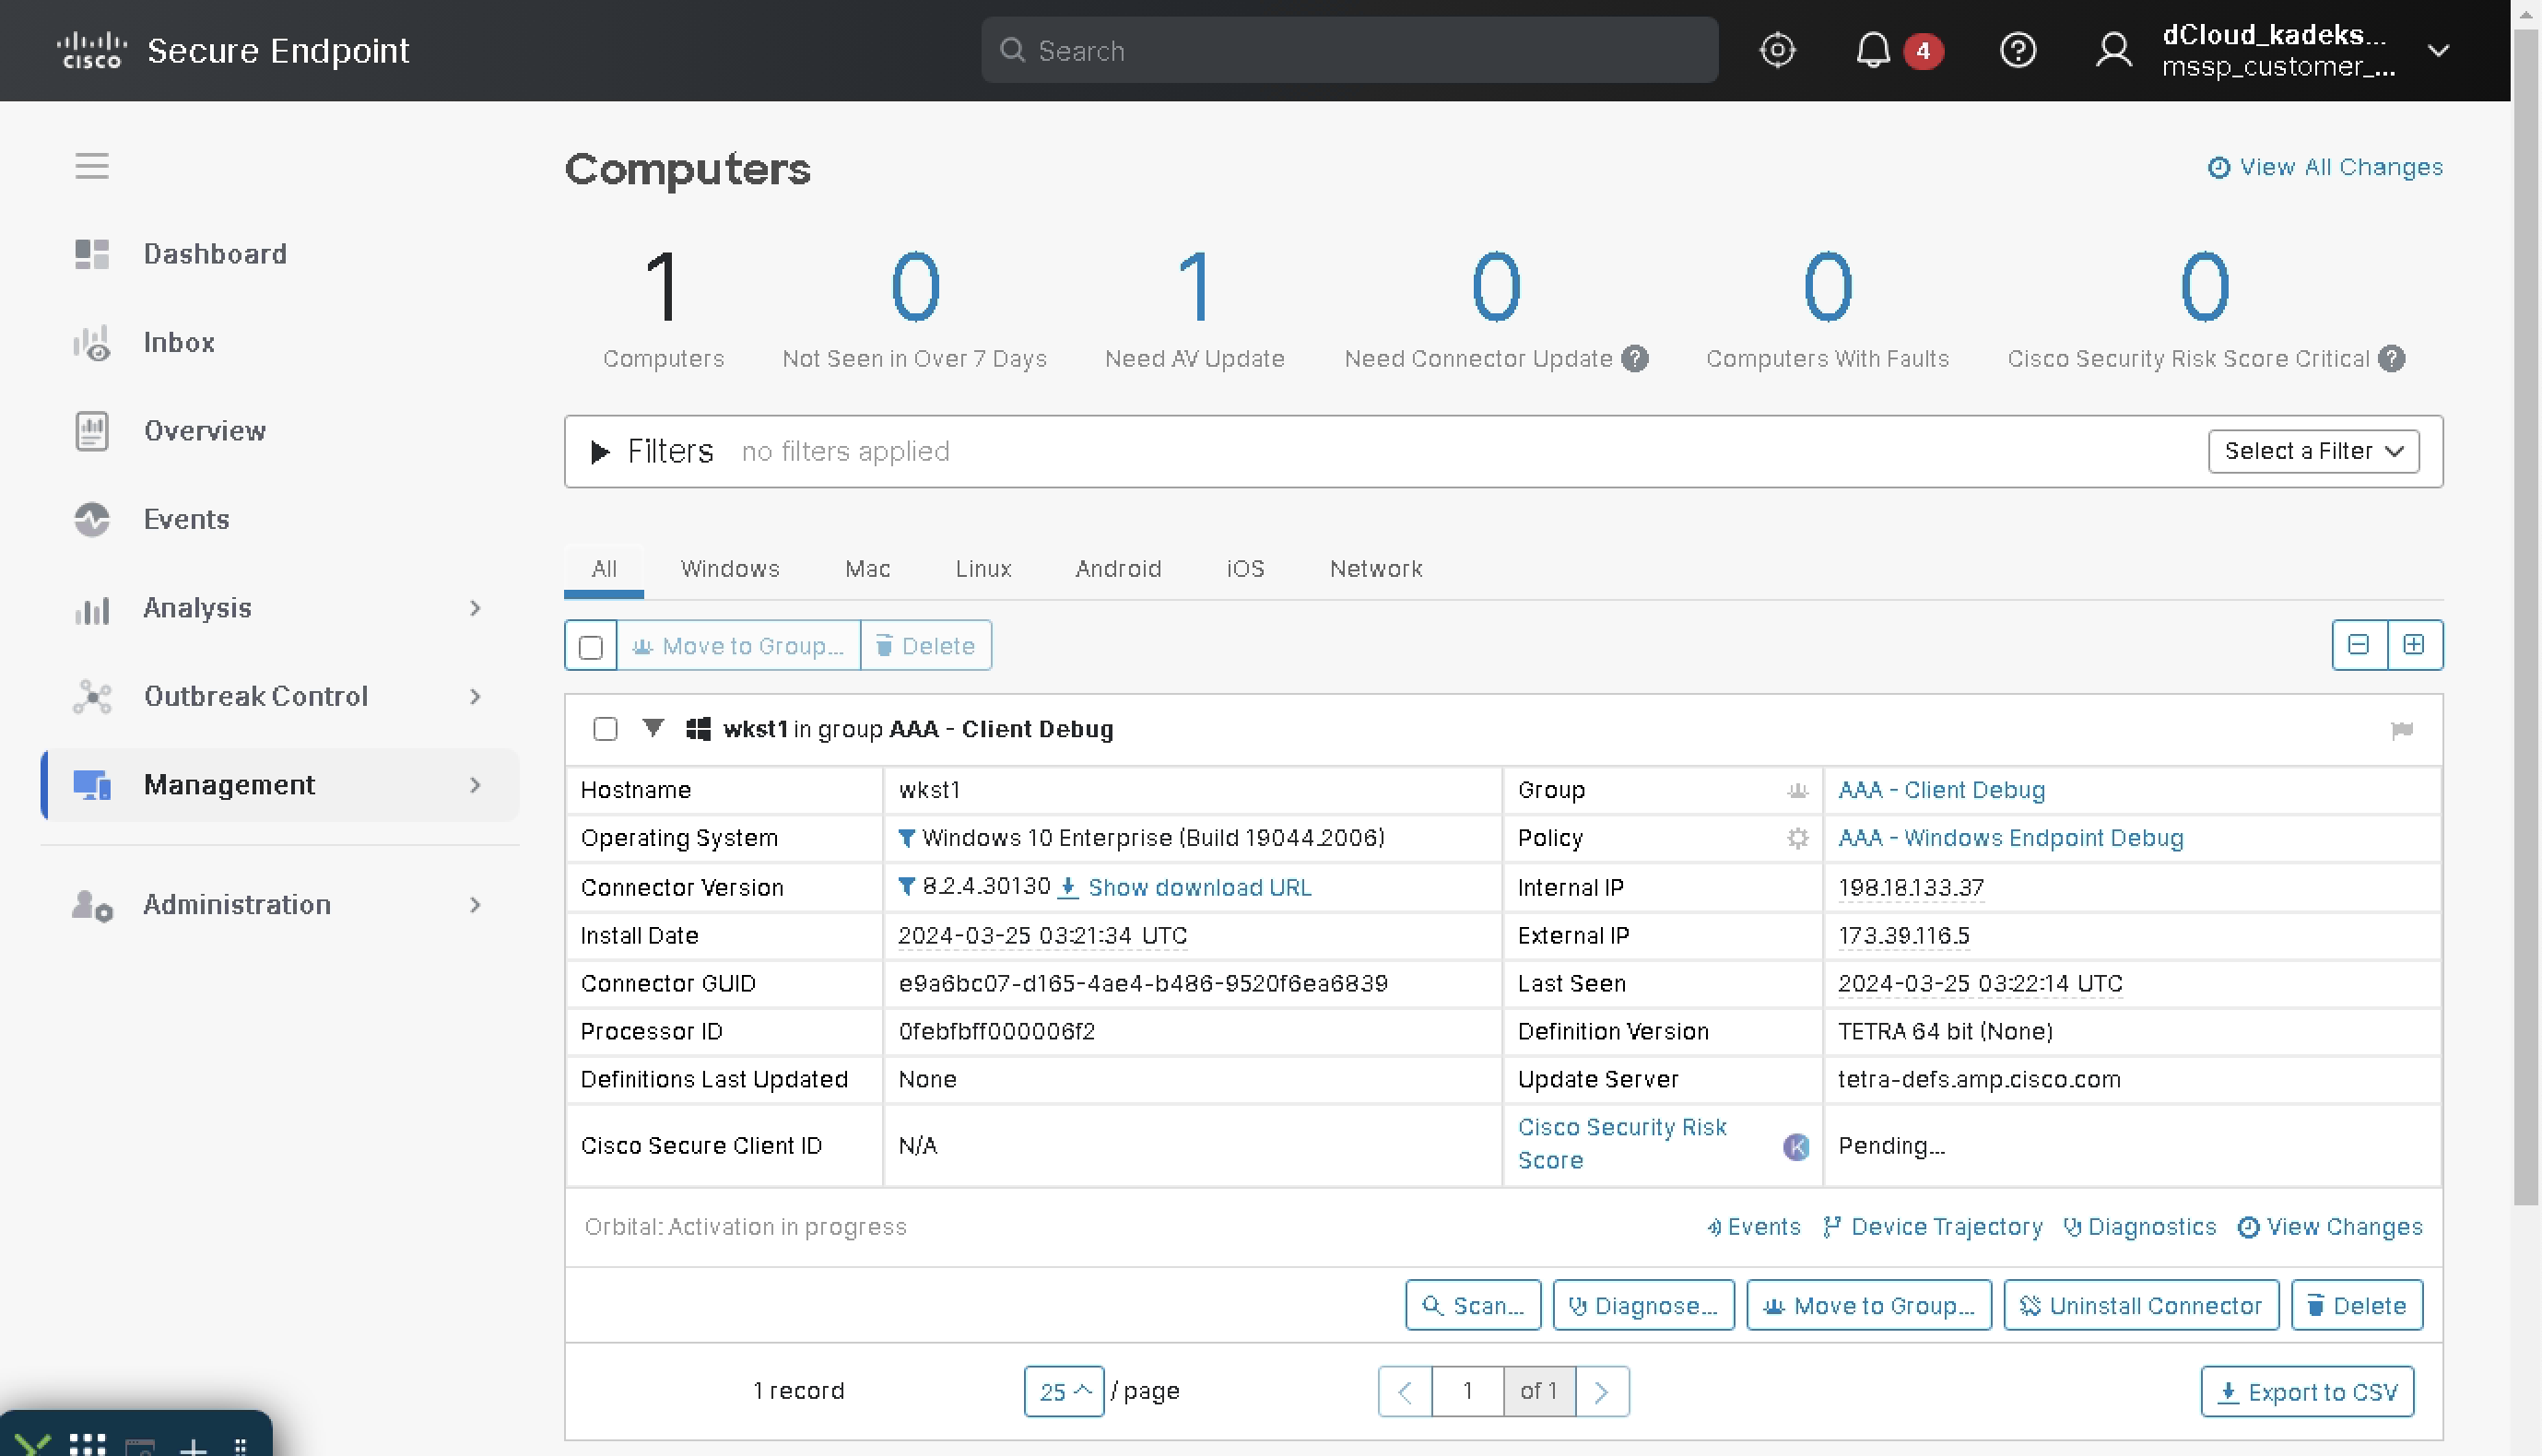 CISCO Secure Endpoint
Search
4
dCloud_kadeks...
mssp_customer_...
Dashboard
Inbox
Overview
Events
Analysis
Outbreak Control
Management
Administration
Computers
View All Changes
1 0 1 0 0 0
Computers Not Seen in Over 7 Days Need AV Update Need Connector Update ? Computers With Faults Cisco Security Risk Score Critical ?
Filters no filters applied Select a Filter
All Windows Mac Linux Android iOS Network
Move to Group... Delete
wkst1 in group AAA - Client Debug
Hostname wkst1 Group AAA - Client Debug
Operating System Windows 10 Enterprise (Build 19044.2006) Policy AAA - Windows Endpoint Debug
Connector Version 8.2.4.30130 Show download URL Internal IP 198.18.133.37
Install Date 2024-03-25 03:21:34 UTC External IP 173.39.116.5
Connector GUID e9a6bc07-d165-4ae4-b486-9520f6ea6839 Last Seen 2024-03-25 03:22:14 UTC
Processor ID 0febfbff000006f2 Definition Version TETRA 64 bit (None)
Definitions Last Updated None Update Server tetra-defs.amp.cisco.com
Cisco Secure Client ID N/A Cisco Security Risk Score K Pending...
Orbital: Activation in progress Events Device Trajectory Diagnostics View Changes
Scan... Diagnose... Move to Group... Uninstall Connector Delete
1 record 25 / page 1 of 1 Export to CSV